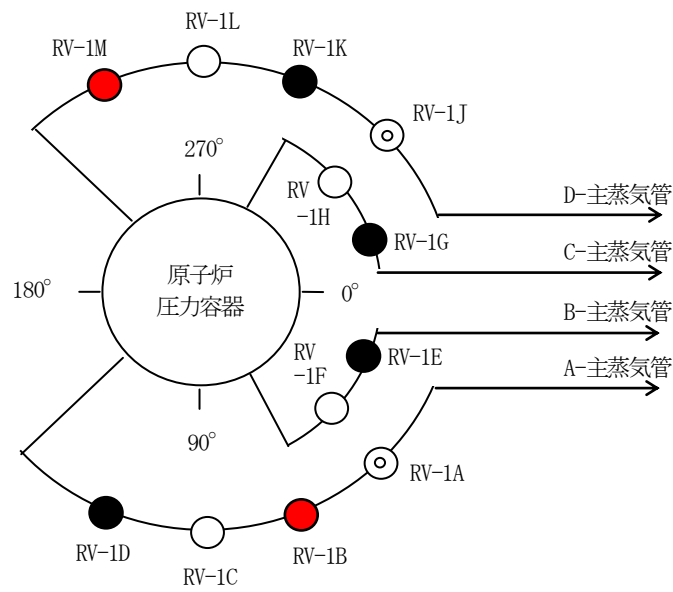 RV-1L
RV-1M
RV-1K
RV-1J
270°
RV
-1H
D-主蒸気管
RV-1G
C-主蒸気管
原子炉
圧力容器
180°
0°
B-主蒸気管
RV
-1F
RV-1E
A-主蒸気管
90°
RV-1A
RV-1D
RV-1C
RV-1B